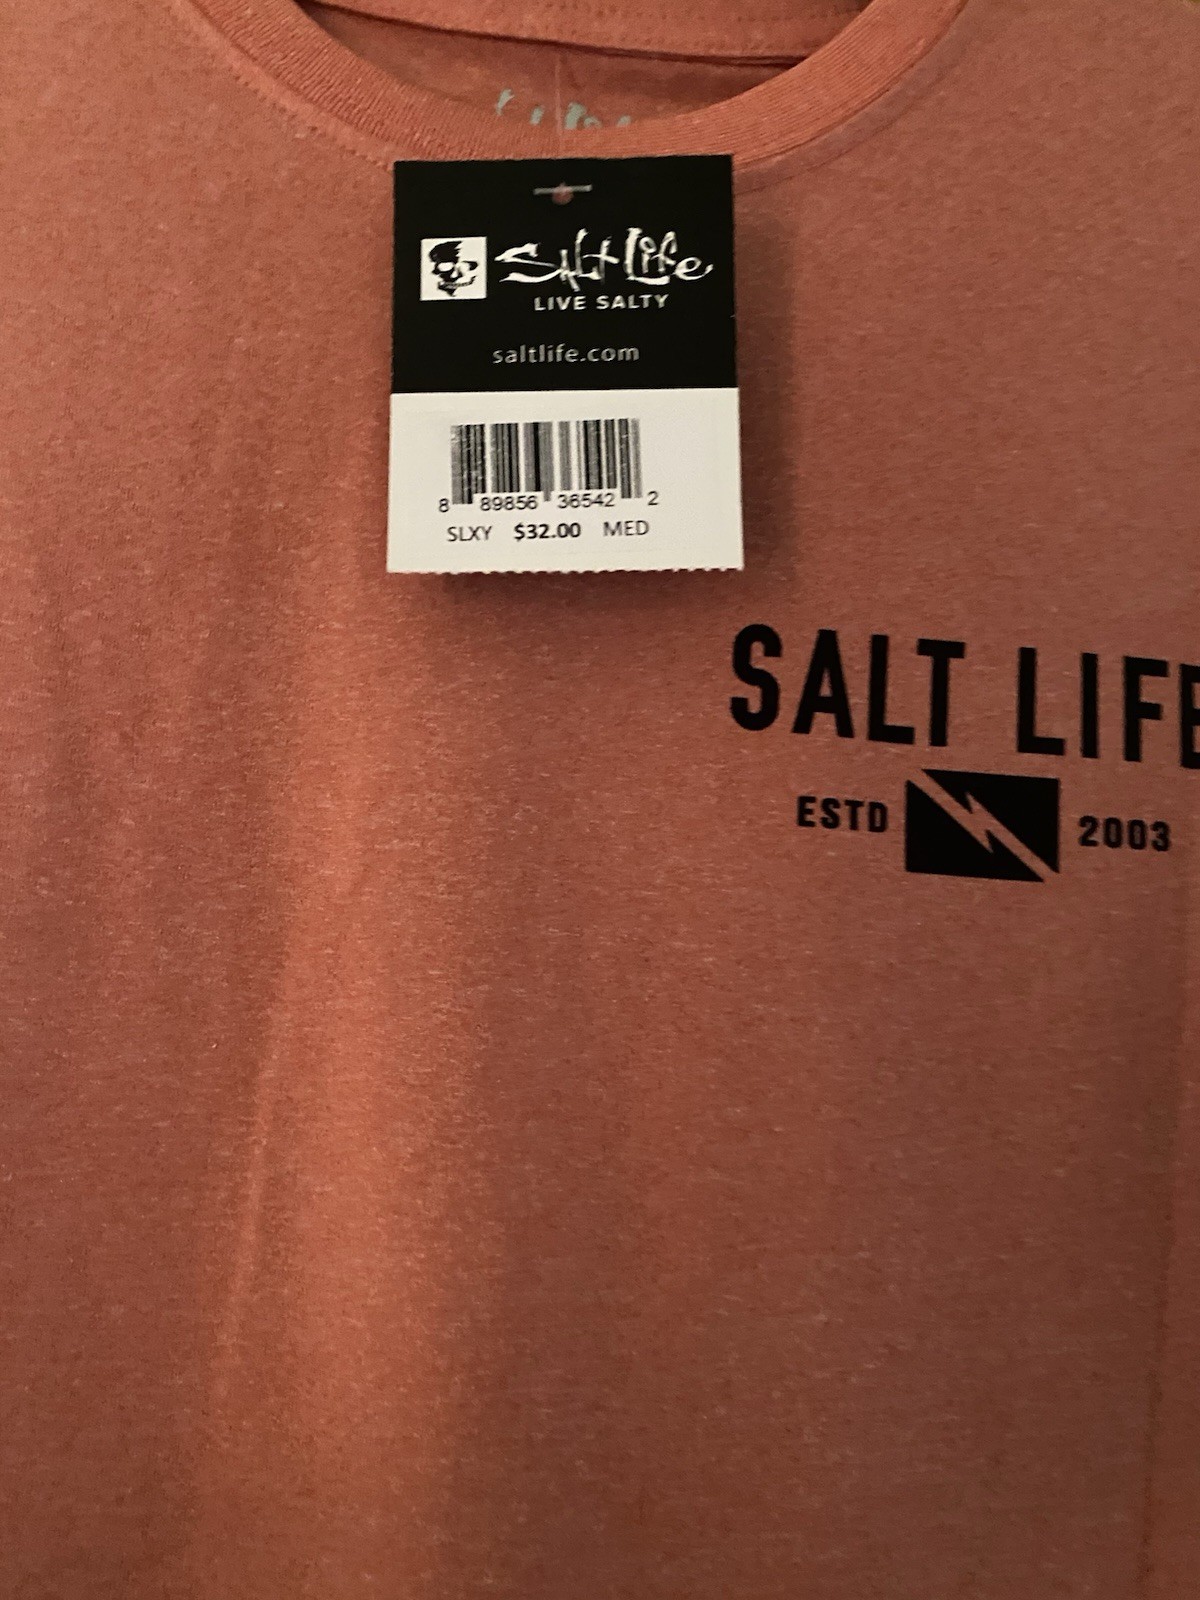 Salt Life
LIVE SALTY
saltlife.com
8 89856 36542 2
SLXY $32.00 MED
SALT LIFE
ESTD 2003